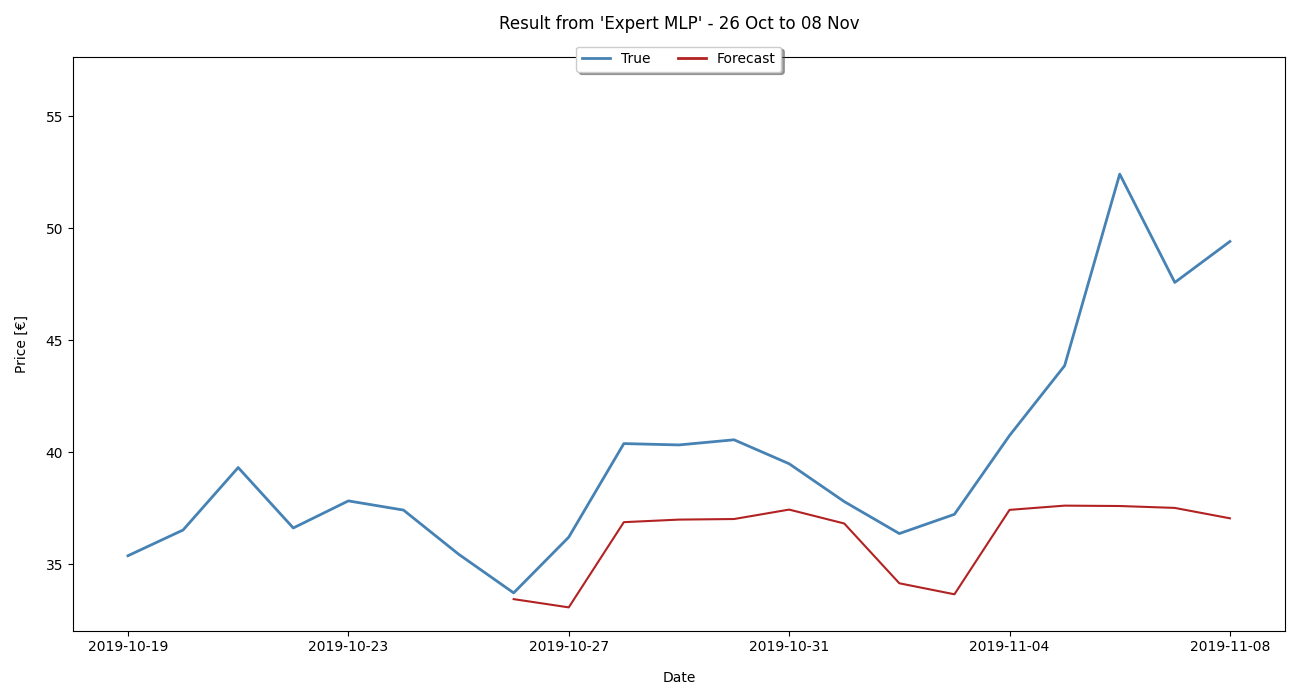 Result from 'Expert MLP' - 26 Oct to 08 Nov
True Forecast
55
50
45
40
35
Price [€]
2019-10-19 2019-10-23 2019-10-27 2019-10-31 2019-11-04 2019-11-08
Date